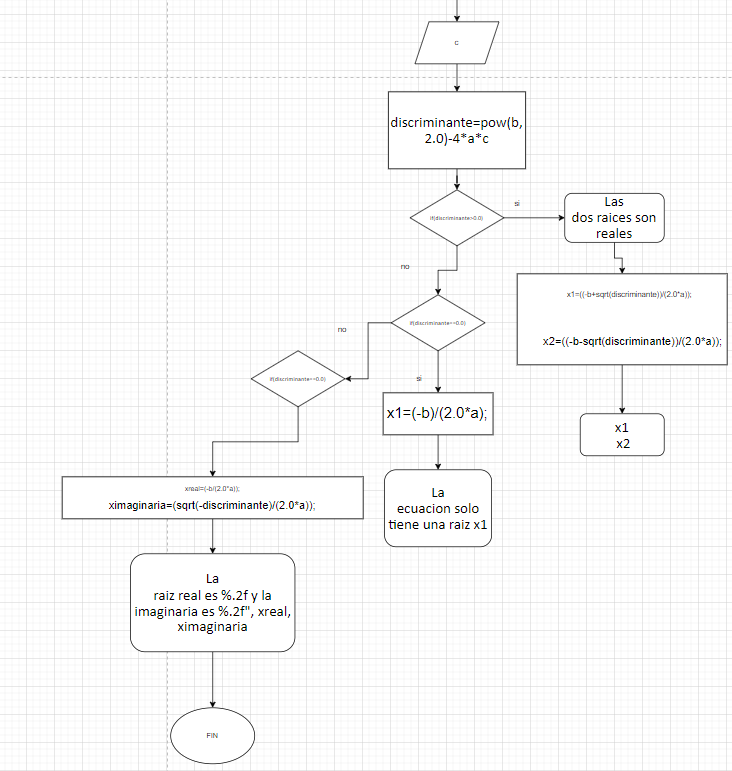 c
discriminante=pow(b,
2.0)-4*a*c
if(discriminante>0.0)
si
Las
dos raices son
reales
no
x1=((-b+sqrt(discriminante))/(2.0*a));
x2=((-b-sqrt(discriminante))/(2.0*a));
if(discriminante==0.0)
no
si
if(discriminante==0.0)
x1=(-b)/(2.0*a);
x1
x2
xreal=(-b/(2.0*a));
ximaginaria=(sqrt(-discriminante)/(2.0*a));
La
ecuacion solo
tiene una raiz x1
La
raiz real es %.2f y la
imaginaria es %.2f", xreal,
ximaginaria
FIN